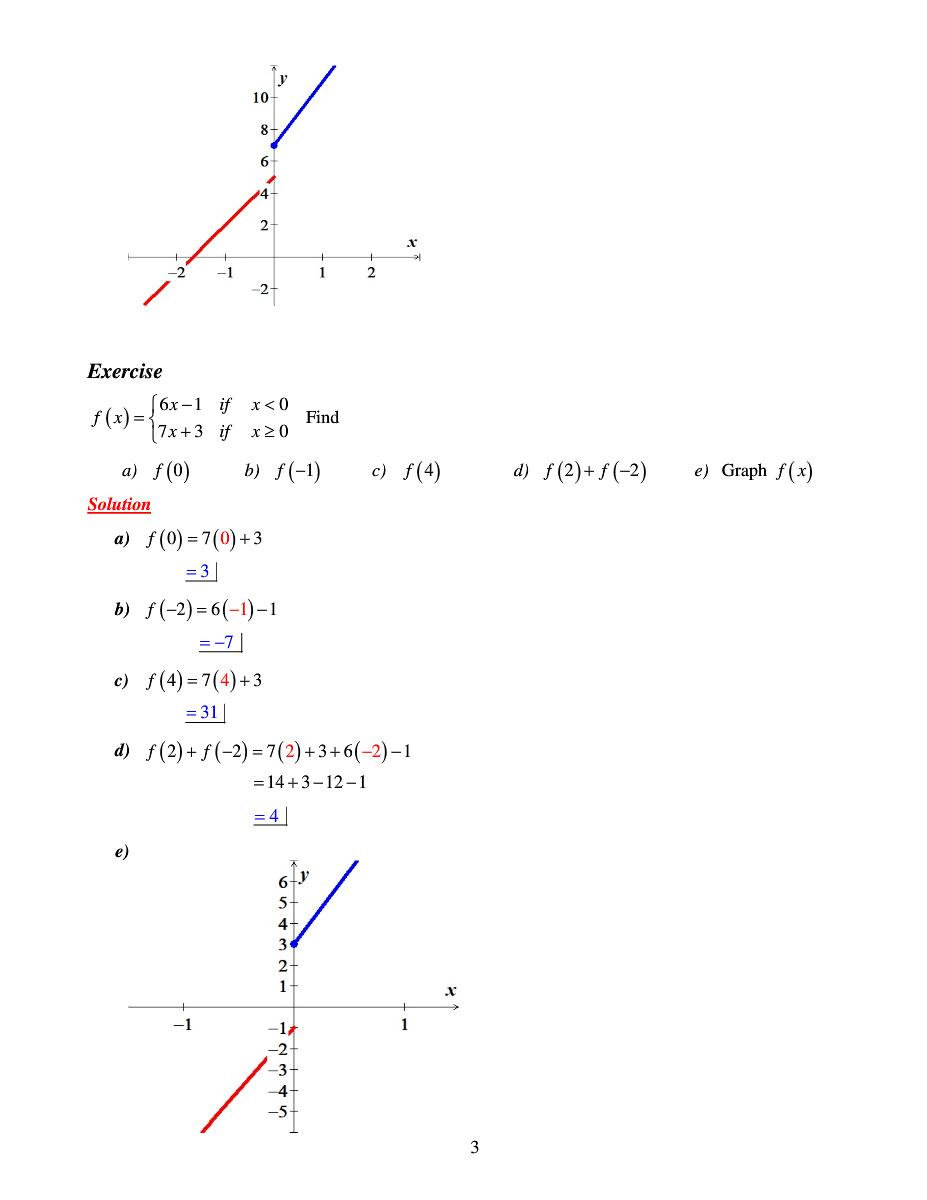 y
10
8
6
4
2
x
−2 −1 1 2
−2
Exercise
f(x) = { 6x − 1 if x < 0
7x + 3 if x ≥ 0 Find
a) f(0) b) f(−1) c) f(4) d) f(2) + f(−2) e) Graph f(x)
Solution
a) f(0) = 7(0) + 3
= 3
b) f(−2) = 6(−1) − 1
= −7
c) f(4) = 7(4) + 3
= 31
d) f(2) + f(−2) = 7(2) + 3 + 6(−2) − 1
= 14 + 3 − 12 − 1
= 4
e)
y
6
5
4
3
2
1
x
−1 1
−1
−2
−3
−4
−5
3